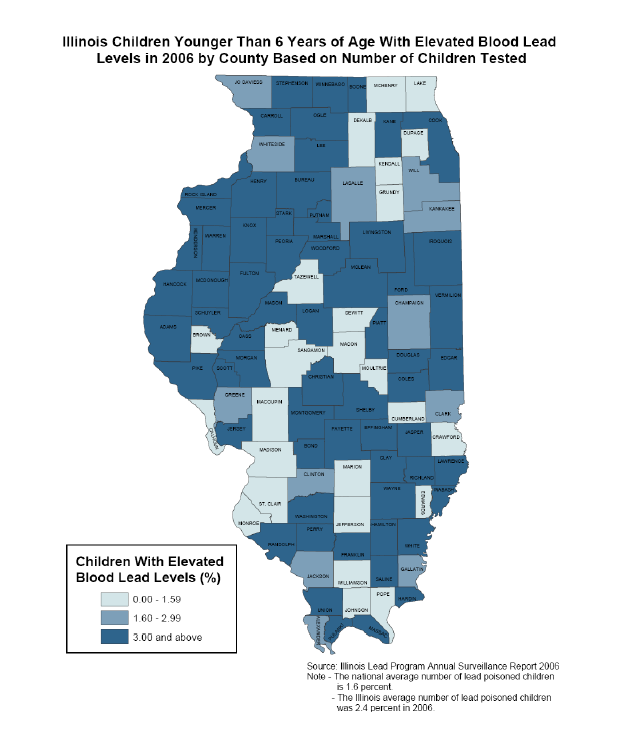 Illinois Children Younger Than 6 Years of Age With Elevated Blood Lead
Levels in 2006 by County Based on Number of Children Tested
JO DAVIESS STEPHENSON WINNEBAGO BOONE MCHENRY LAKE
CARROLL OGLE DEKALB KANE COOK
DUPAGE
WHITESIDE LEE
KENDALL
WILL
HENRY BUREAU LASALLE
GRUNDY
ROCK ISLAND
MERCER STARK PUTNAM KANKAKEE
HENDERSON WARREN KNOX PEORIA MARSHALL LIVINGSTON IROQUOIS
WOODFORD
MCLEAN
HANCOCK MCDONOUGH FULTON TAZEWELL
FORD VERMILION
MASON LOGAN DEWITT CHAMPAIGN
ADAMS SCHUYLER PIATT
BROWN CASS MENARD
SANGAMON MACON
PIKE SCOTT MORGAN MOULTRIE DOUGLAS EDGAR
CHRISTIAN COLES
GREENE MACOUPIN SHELBY
MONTGOMERY CUMBERLAND CLARK
CALHOUN JERSEY FAYETTE EFFINGHAM JASPER CRAWFORD
MADISON BOND
CLAY LAWRENCE
MARION RICHLAND
CLINTON
WAYNE EDWARDS WABASH
ST. CLAIR
MONROE WASHINGTON JEFFERSON HAMILTON
PERRY WHITE
RANDOLPH
FRANKLIN
JACKSON WILLIAMSON SALINE GALLATIN
POPE HARDIN
UNION JOHNSON
ALEXANDER PULASKI MASSAC
Children With Elevated
Blood Lead Levels (%)
0.00 - 1.59
1.60 - 2.99
3.00 and above
Source: Illinois Lead Program Annual Surveillance Report 2006
Note - The national average number of lead poisoned children
is 1.6 percent.
- The Illinois average number of lead poisoned children
was 2.4 percent in 2006.